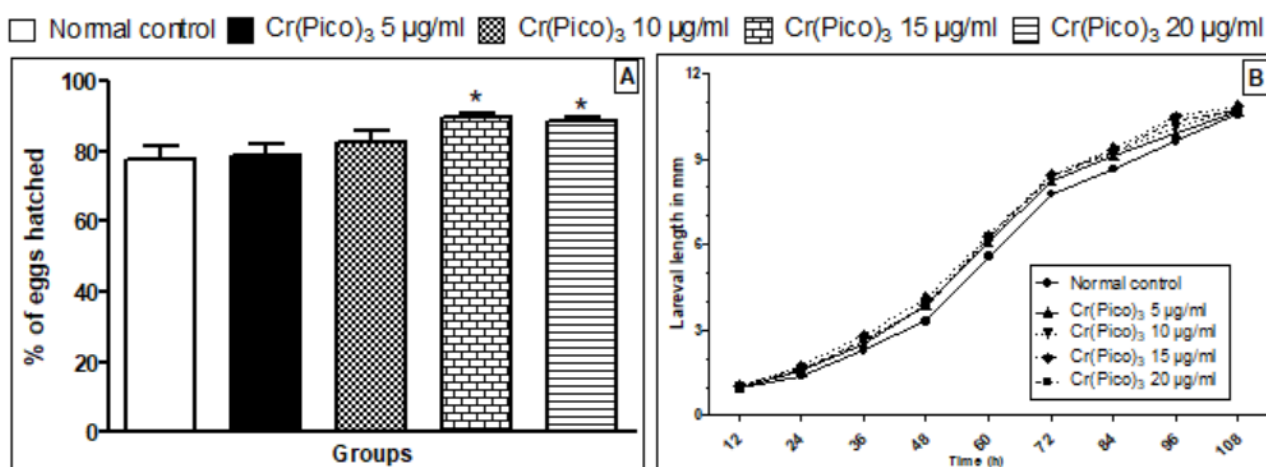 Normal control Cr(Pico)₃ 5 µg/ml Cr(Pico)₃ 10 µg/ml Cr(Pico)₃ 15 µg/ml Cr(Pico)₃ 20 µg/ml
A
% of eggs hatched
100
80
60
40
20
0
* *
Groups
B
Lareval length in mm
12
9
6
3
0
Normal control
Cr(Pico)₃ 5 µg/ml
Cr(Pico)₃ 10 µg/ml
Cr(Pico)₃ 15 µg/ml
Cr(Pico)₃ 20 µg/ml
12 24 36 48 60 72 84 96 108
Time (h)